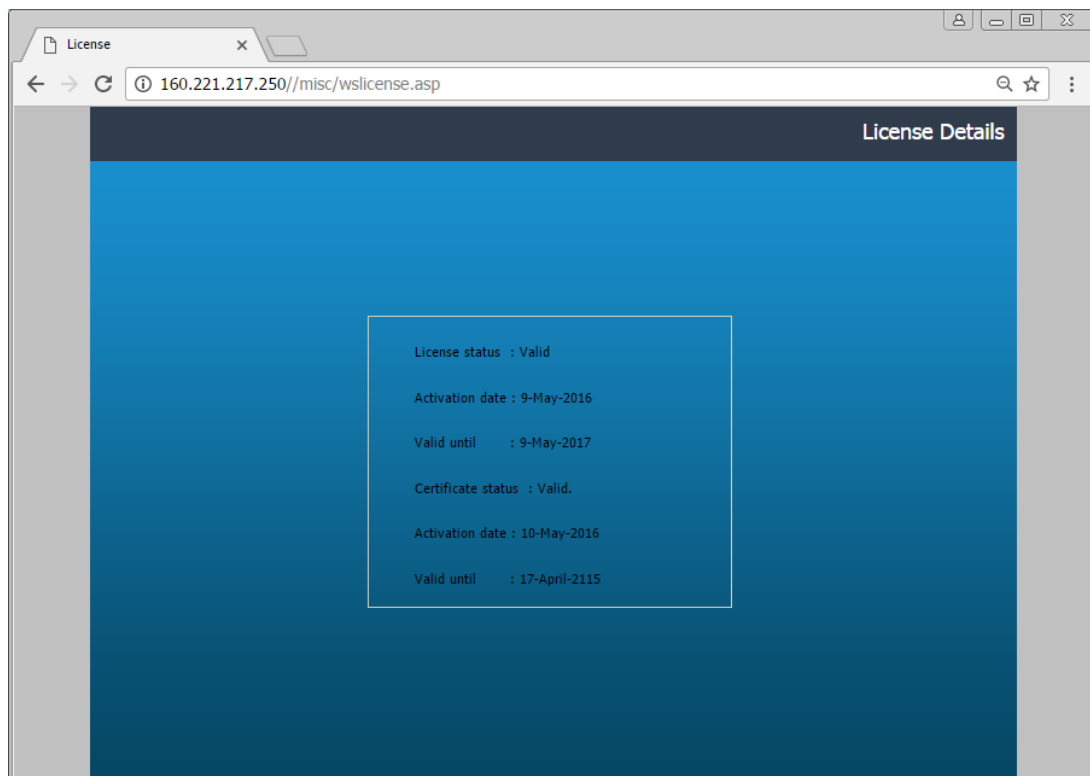 License
160.221.217.250//misc/wslicense.asp
License Details
License status : Valid
Activation date : 9-May-2016
Valid until : 9-May-2017
Certificate status : Valid.
Activation date : 10-May-2016
Valid until : 17-April-2115